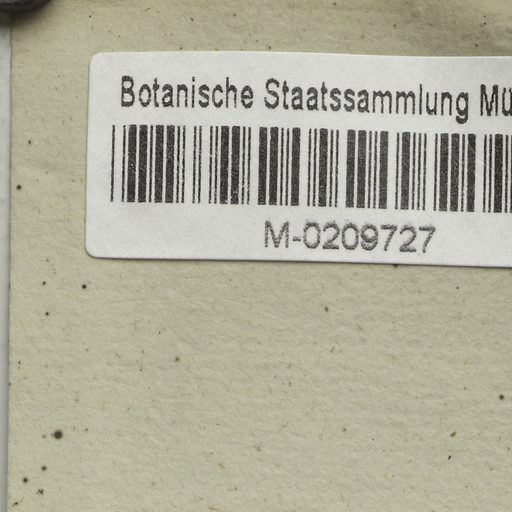 Botanische Staatssammlung Mü
M-0209727